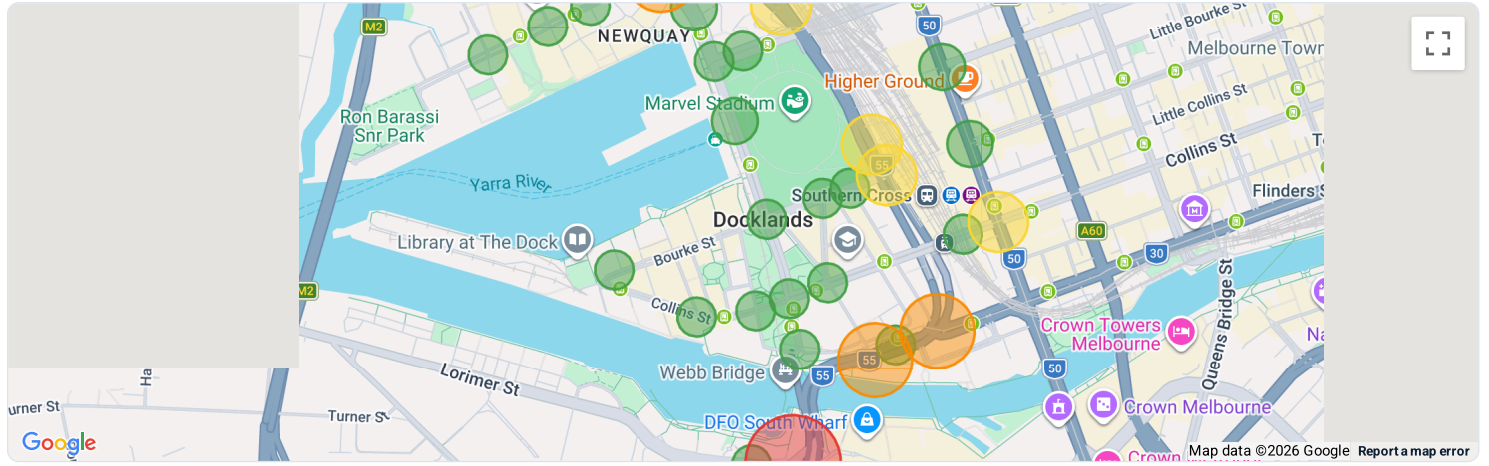 M2
NEWQUAY
50
Little Bourke St
Melbourne Town
Higher Ground
Marvel Stadium
Ron Barassi
Snr Park
Little Collins St
Collins St
55
Yarra River
Southern Cross
Flinders S
Docklands
Library at The Dock
Bourke St
A60
30
50
M2
Collins St
Queens Bridge St
Crown Towers
Melbourne
Na
55
Webb Bridge
55
50
Ha
Lorimer St
Turner St
urner St
Crown Melbourne
DFO South Wharf
Google
Map data ©2026 Google
Report a map error